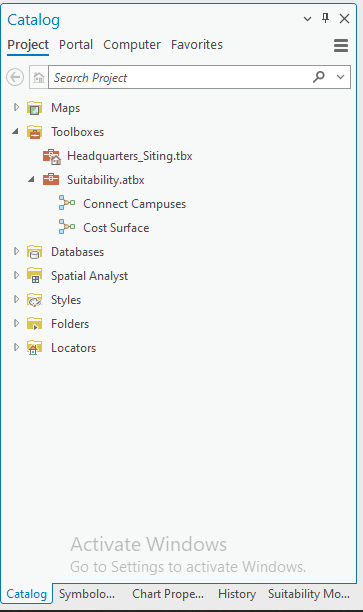 Catalog
Project Portal Computer Favorites
Search Project
Maps
Toolboxes
Headquarters_Siting.tbx
Suitability.atbx
Connect Campuses
Cost Surface
Databases
Spatial Analyst
Styles
Folders
Locators
Activate Windows
Go to Settings to activate Windows.
Catalog Symbolo... Chart Prope... History Suitability Mo...